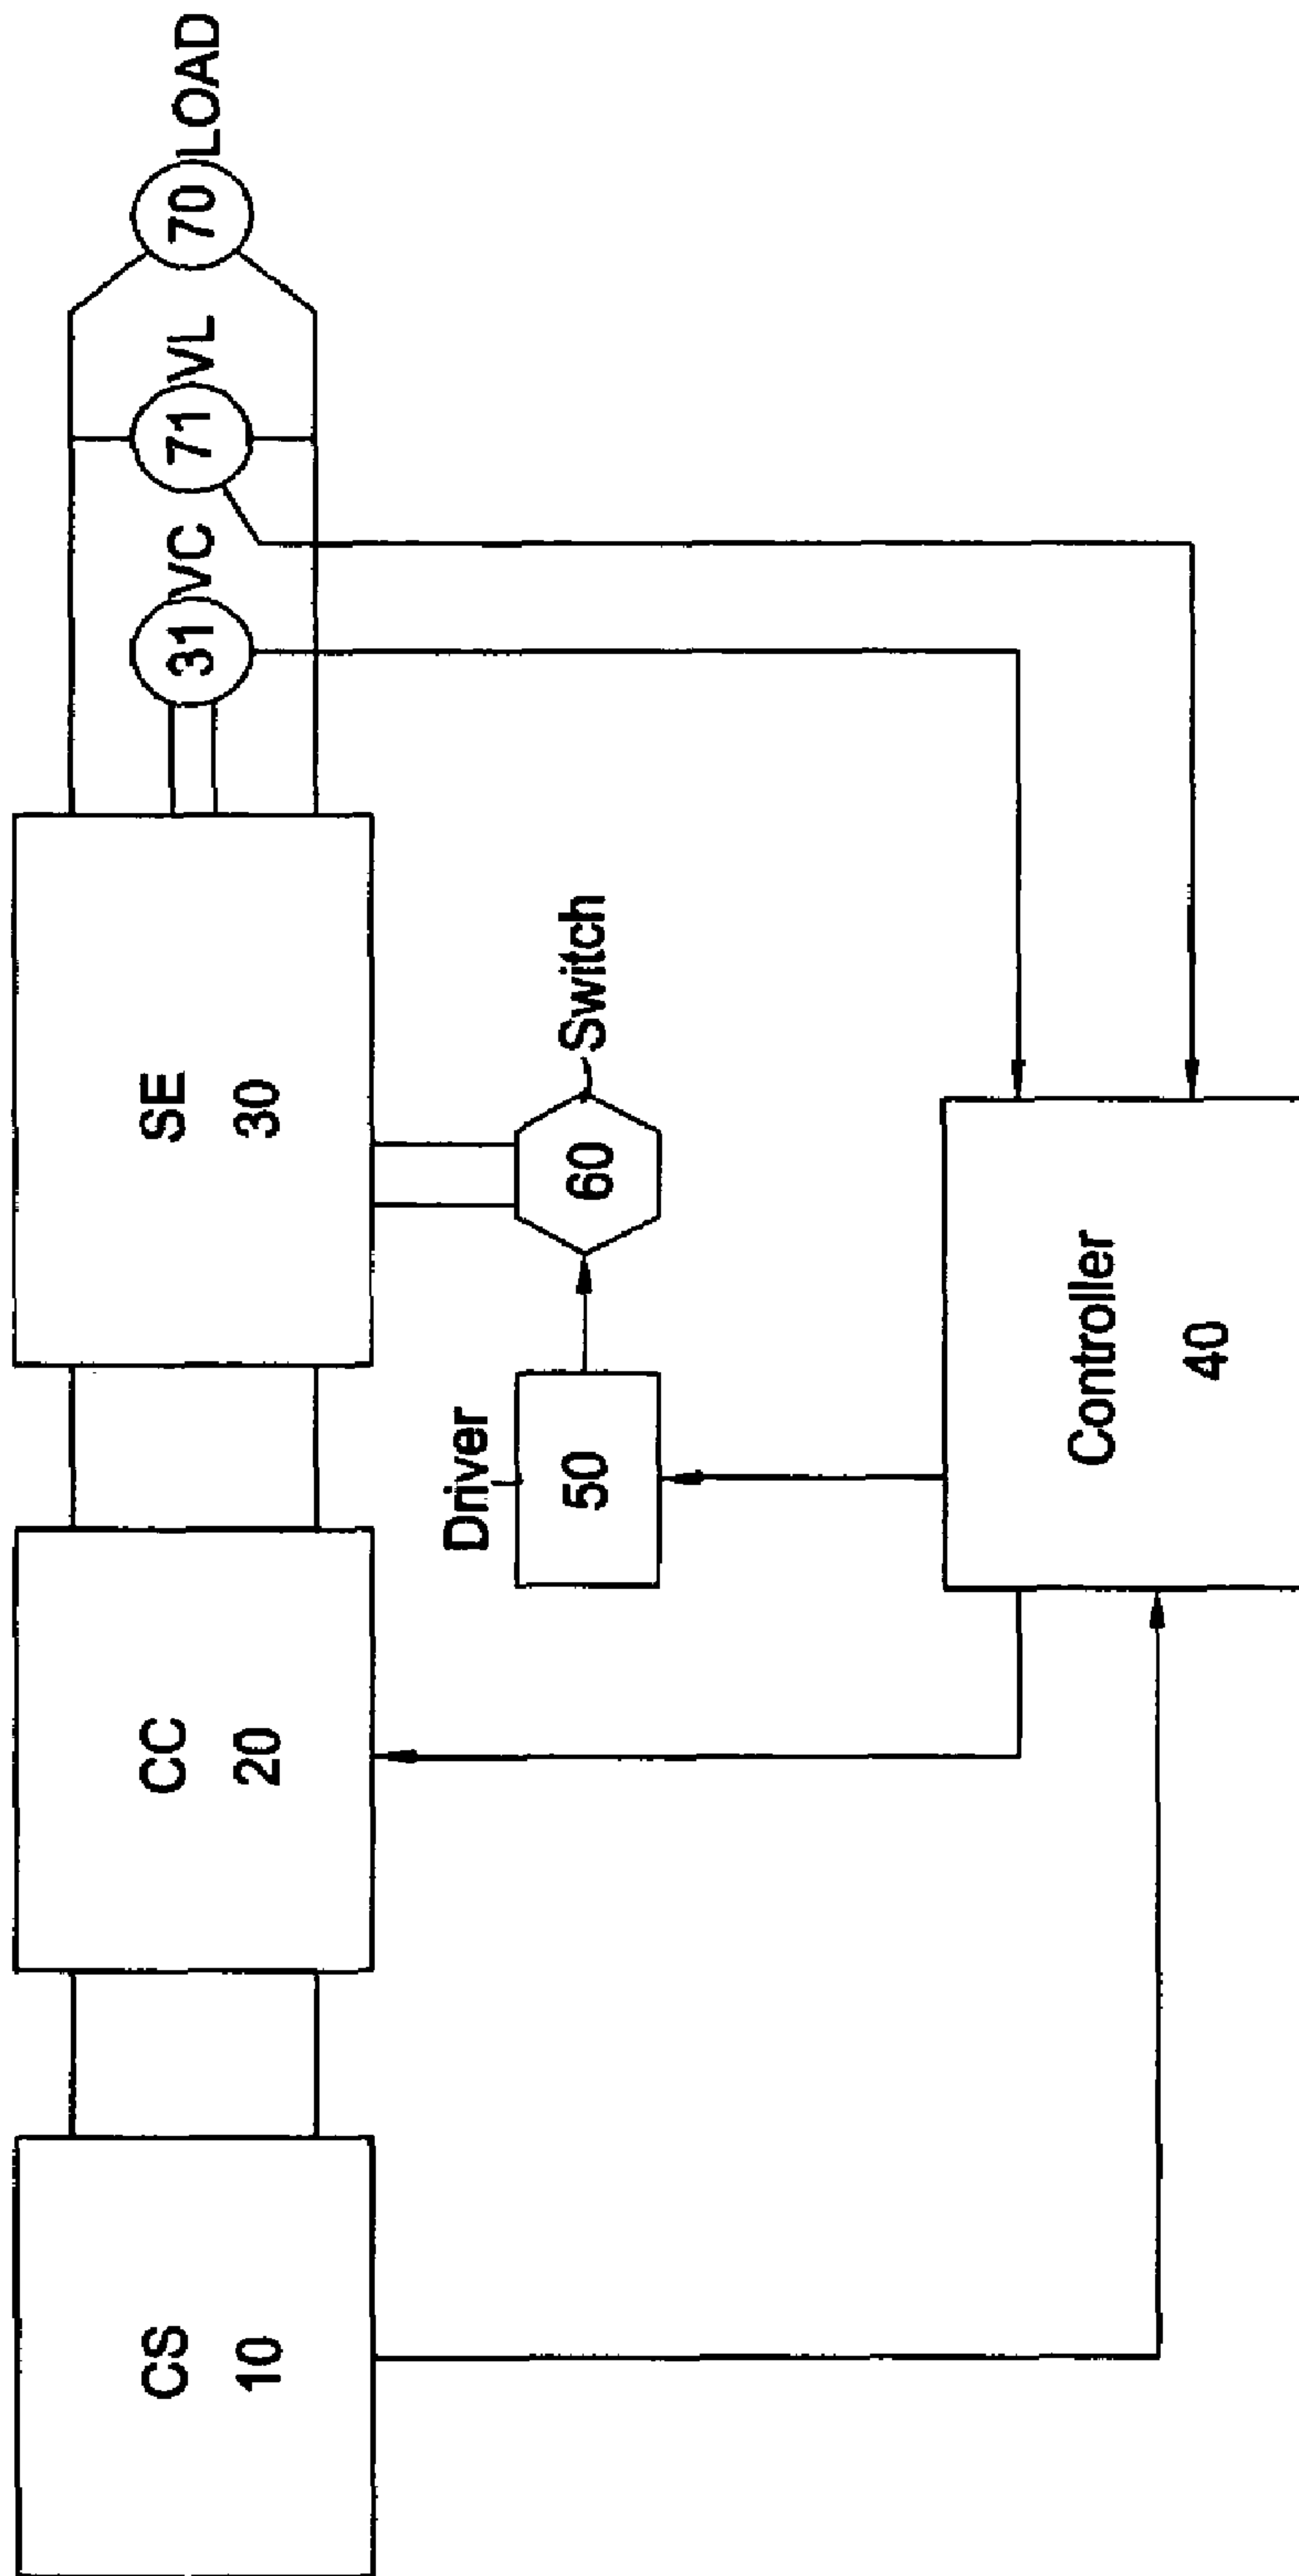 CS
10
CC
20
SE
30
31 VC
71 VL
70 LOAD
Driver
50
60
Switch
Controller
40